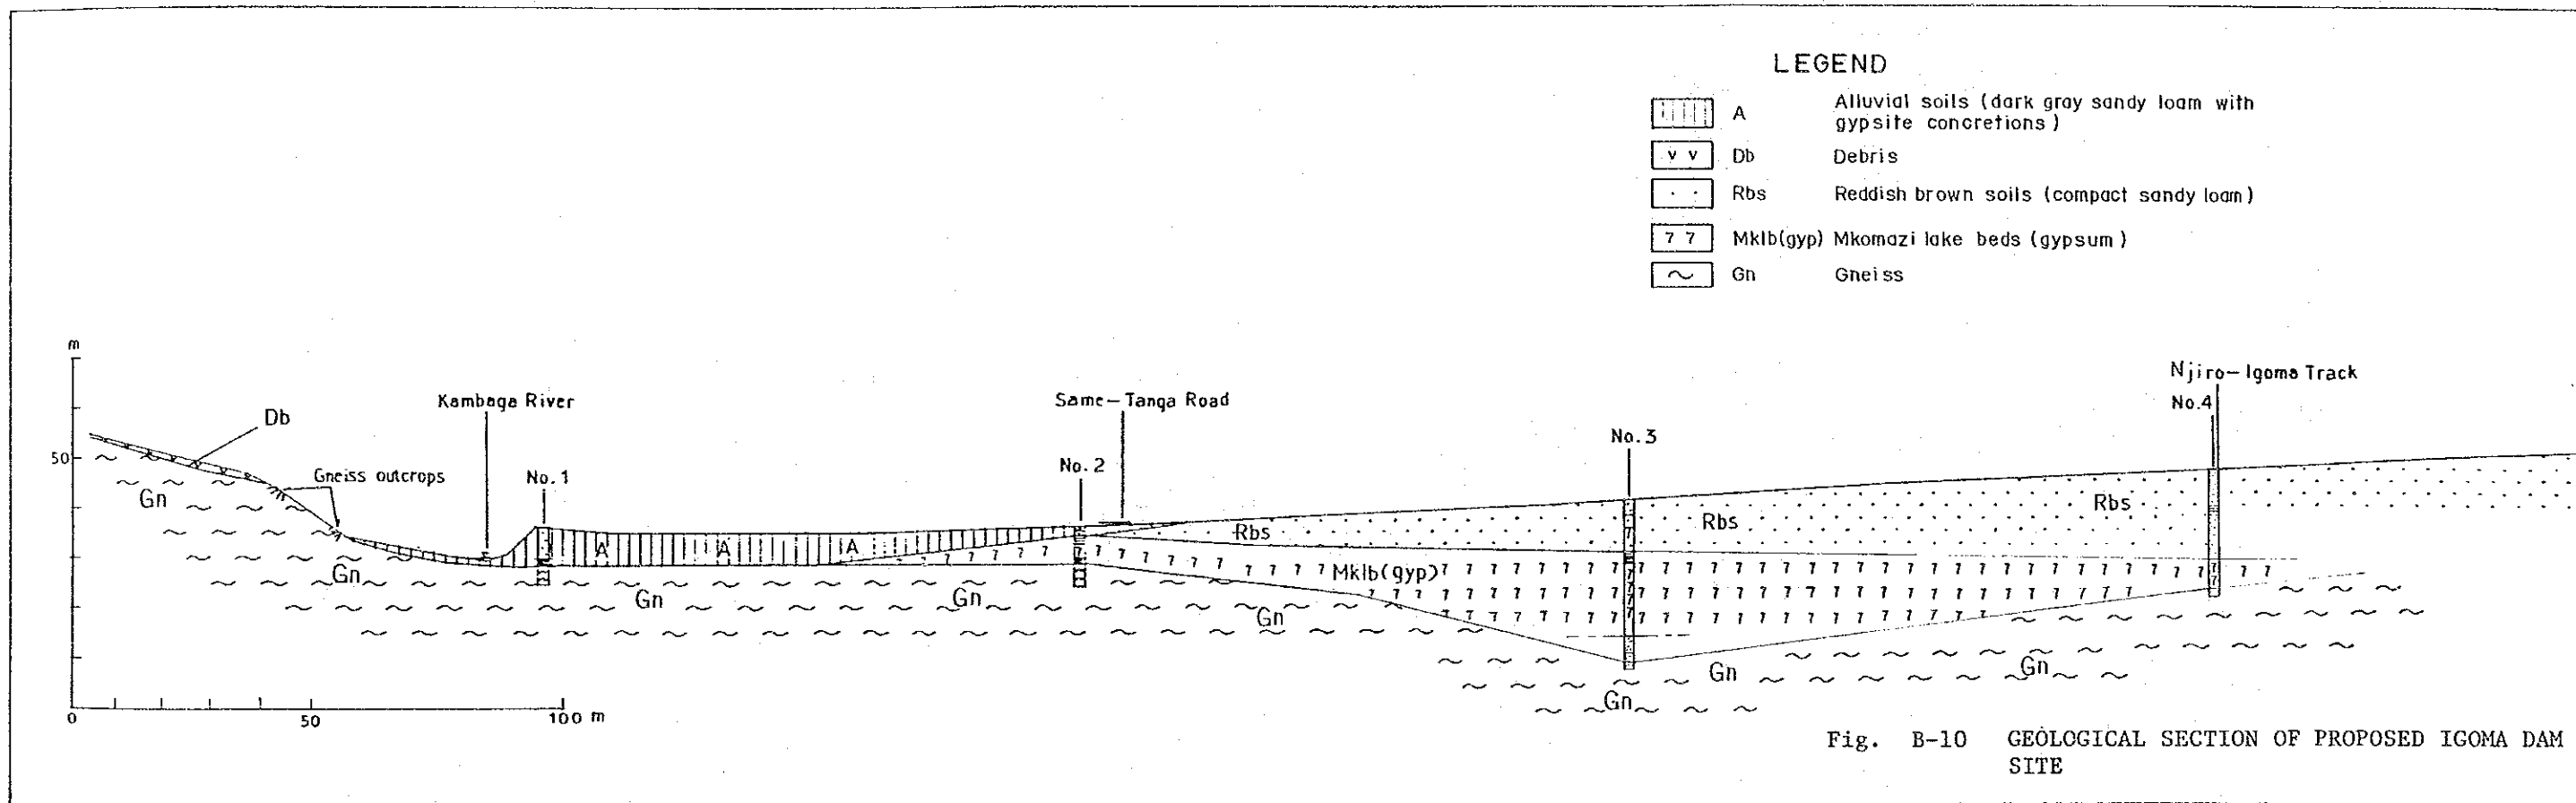 LEGEND
A Alluvial soils (dark gray sandy loam with
gypsite concretions)
v v Db Debris
Rbs Reddish brown soils (compact sandy loam)
7 7 Mklb(gyp) Mkomazi lake beds (gypsum)
Gn Gneiss
m
Njiro-Igoma Track
Kambaga River
Same-Tanga Road
No.4
Db
No.3
50
No.2
Gneiss outcrops
No.1
Gn
Rbs
Rbs
Rbs
A
A
A
Gn
Mklb(gyp)
Gn
Gn
Gn
Gn
Gn
Gn
0
50
100 m
Fig. B-10 GEOLOGICAL SECTION OF PROPOSED IGOMA DAM
SITE